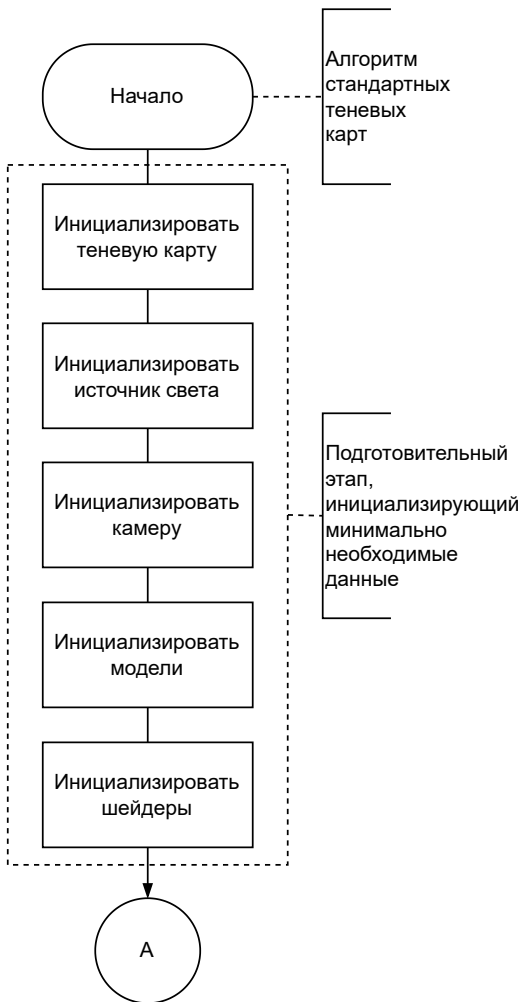 Начало
Алгоритм
стандартных
теневых
карт
Инициализировать
теневую карту
Инициализировать
источник света
Инициализировать
камеру
Подготовительный
этап,
инициализирующий
минимально
необходимые
данные
Инициализировать
модели
Инициализировать
шейдеры
А